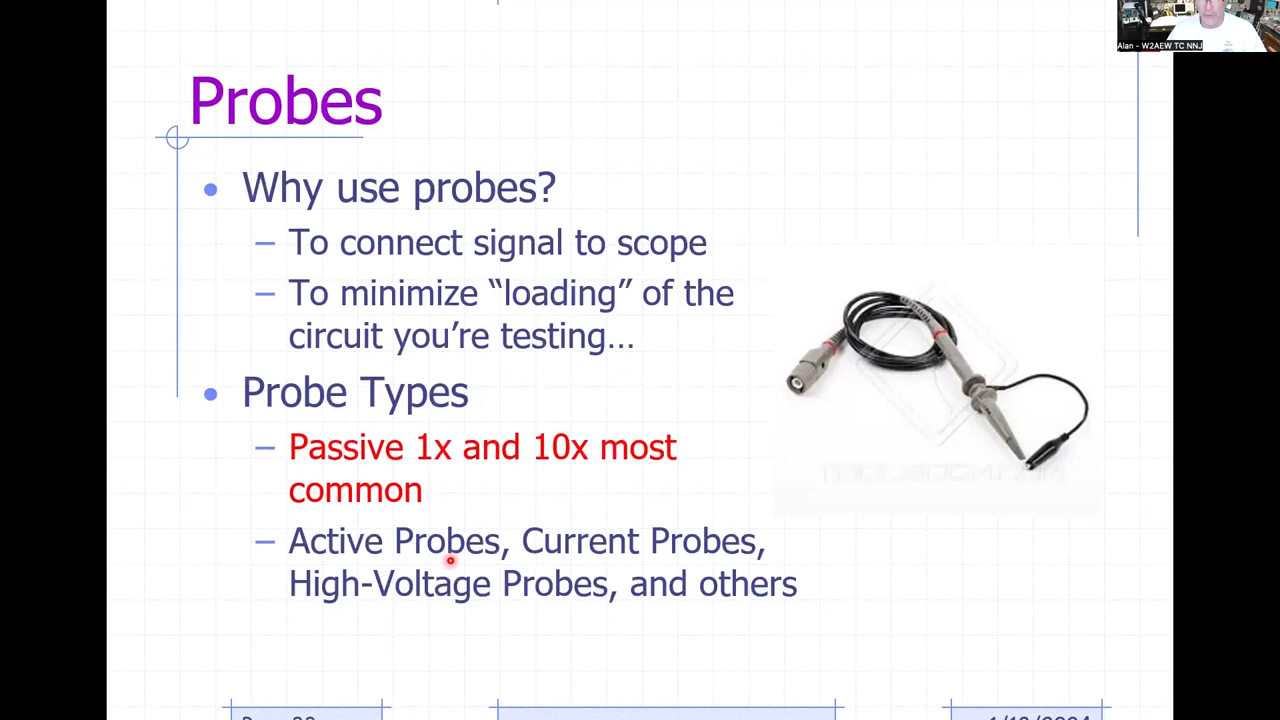 Alan - W2AEW TC NNJ
Probes
Why use probes?
To connect signal to scope
To minimize “loading” of the
circuit you’re testing…
Probe Types
Passive 1x and 10x most
common
Active Probes, Current Probes,
High-Voltage Probes, and others